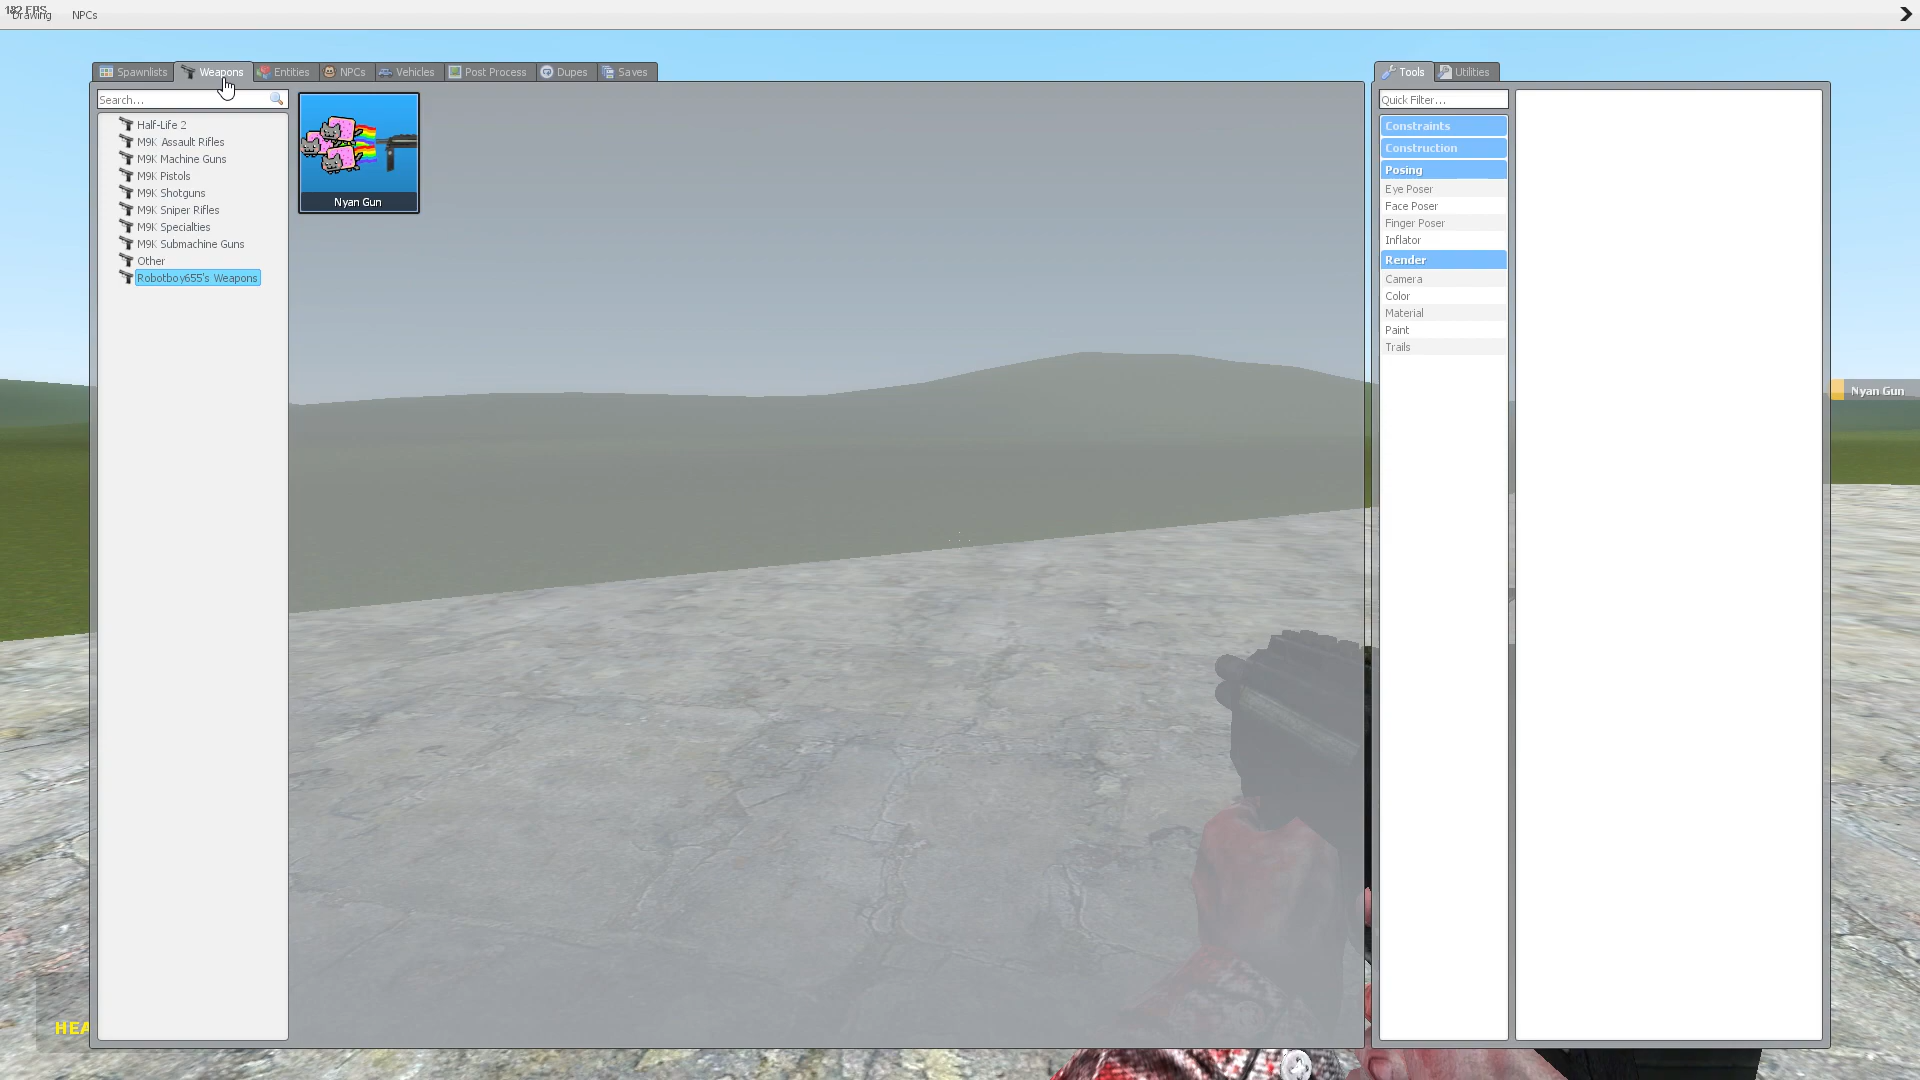 182 FPS
Drawing NPCs
Spawnlists Weapons Entities NPCs Vehicles Post Process Dupes Saves
Search...
Half-Life 2
M9K Assault Rifles
M9K Machine Guns
M9K Pistols
M9K Shotguns
M9K Sniper Rifles
M9K Specialties
M9K Submachine Guns
Other
Robotboy655's Weapons
Nyan Gun
Tools Utilities
Quick Filter...
Constraints
Construction
Posing
Eye Poser
Face Poser
Finger Poser
Inflator
Render
Camera
Color
Material
Paint
Trails
Nyan Gun
HEA